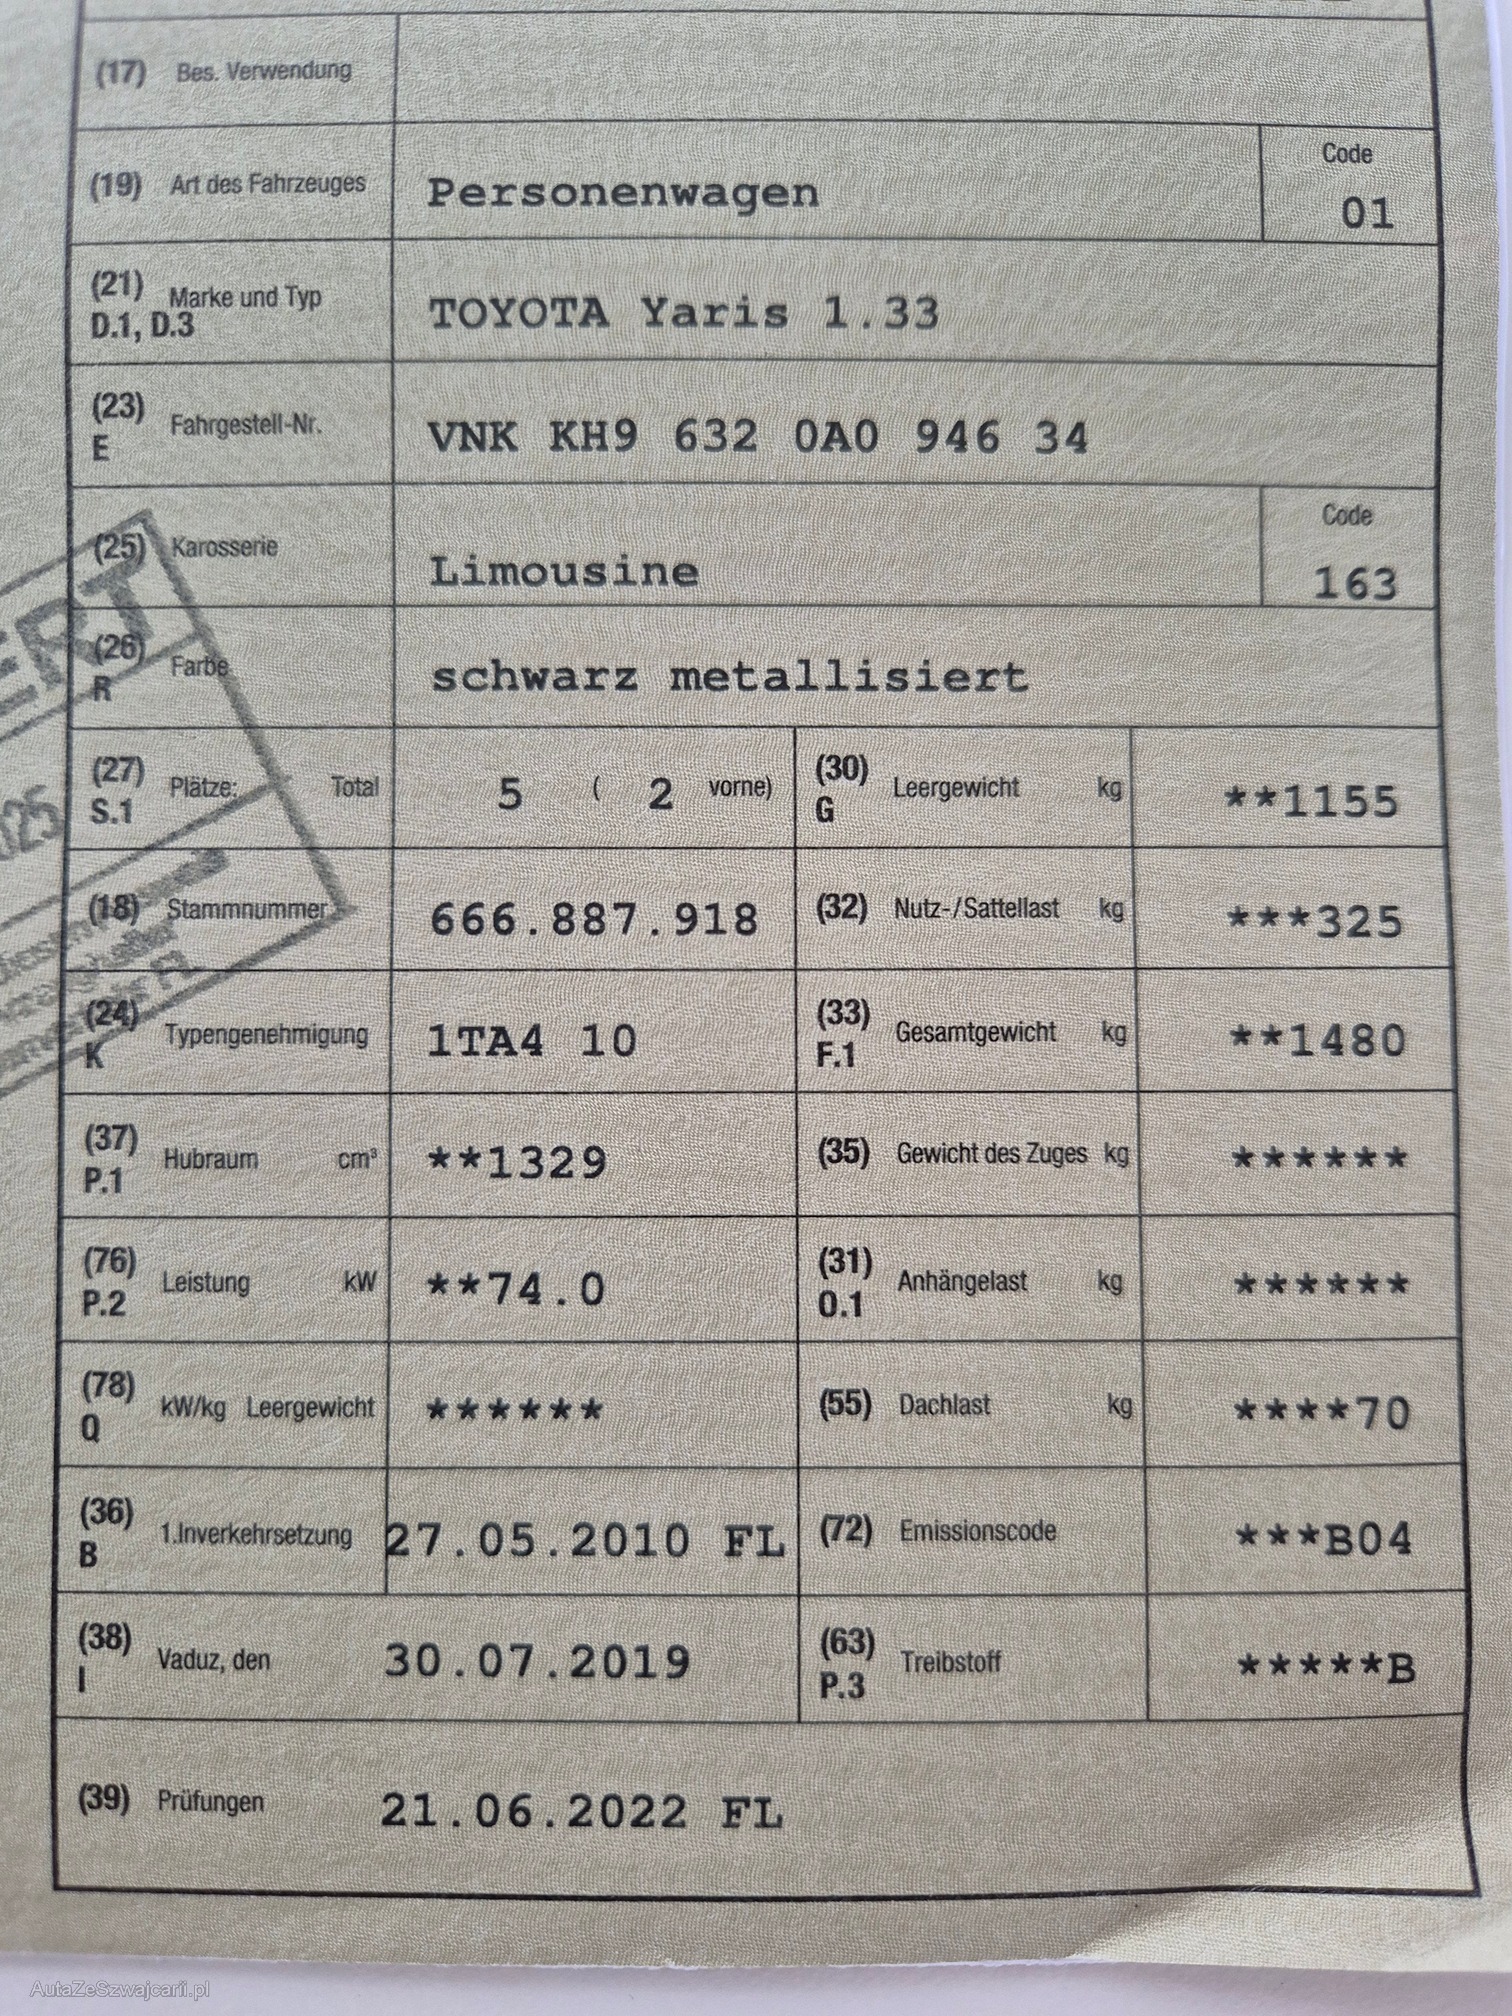 (17) Bes. Verwendung
(19) Art des Fahrzeuges Personenwagen Code 01
(21) D.1, D.3 Marke und Typ TOYOTA Yaris 1.33
(23) E Fahrgestell-Nr. VNK KH9 632 0A0 946 34
(25) Karosserie Limousine Code 163
(26) R Farbe schwarz metallisiert
(27) S.1 Plätze: Total 5 ( 2 vorne) (30) G Leergewicht kg **1155
(18) Stammnummer 666.887.918 (32) Nutz-/Sattellast kg ***325
(24) K Typengenehmigung 1TA4 10 (33) F.1 Gesamtgewicht kg **1480
(37) P.1 Hubraum cm³ **1329 (35) Gewicht des Zuges kg ******
(76) P.2 Leistung kW **74.0 (31) O.1 Anhängelast kg ******
(78) Q kW/kg Leergewicht ****** (55) Dachlast kg ****70
(36) B 1.Inverkehrsetzung 27.05.2010 FL (72) Emissionscode ***B04
(38) I Vaduz, den 30.07.2019 (63) P.3 Treibstoff *****B
(39) Prüfungen 21.06.2022 FL
AutaZeSzwajcarii.pl